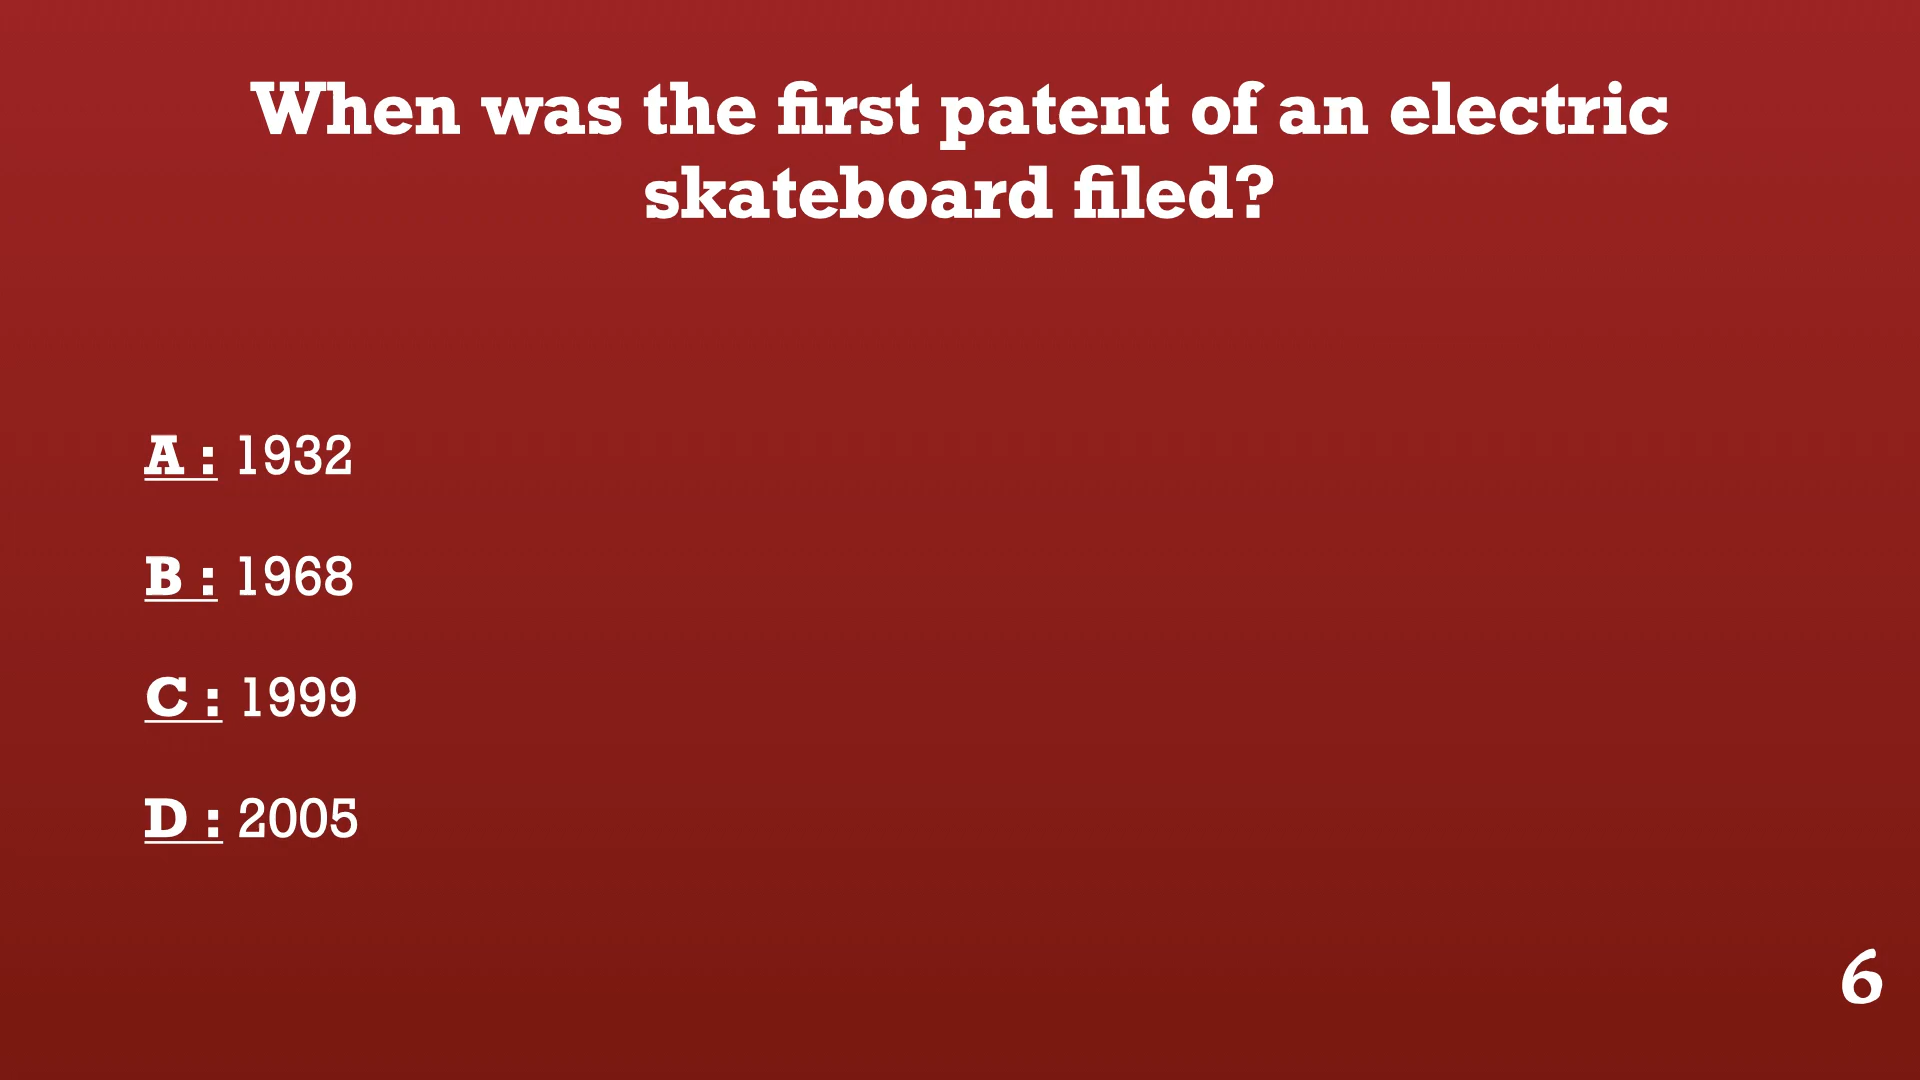 When was the first patent of an electric
skateboard filed?
A : 1932
B : 1968
C : 1999
D : 2005
6